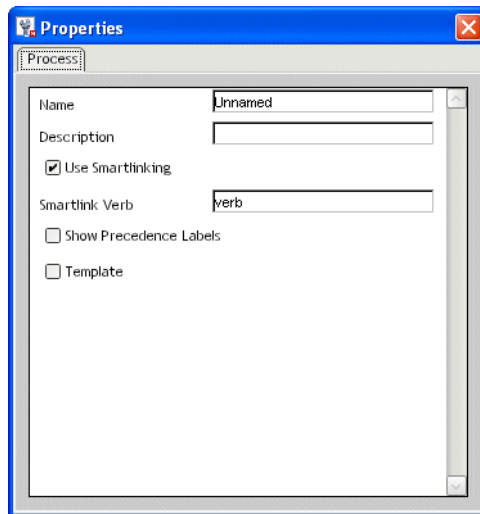 Properties
Process
Name Unnamed
Description
Use Smartlinking
Smartlink Verb verb
Show Precedence Labels
Template